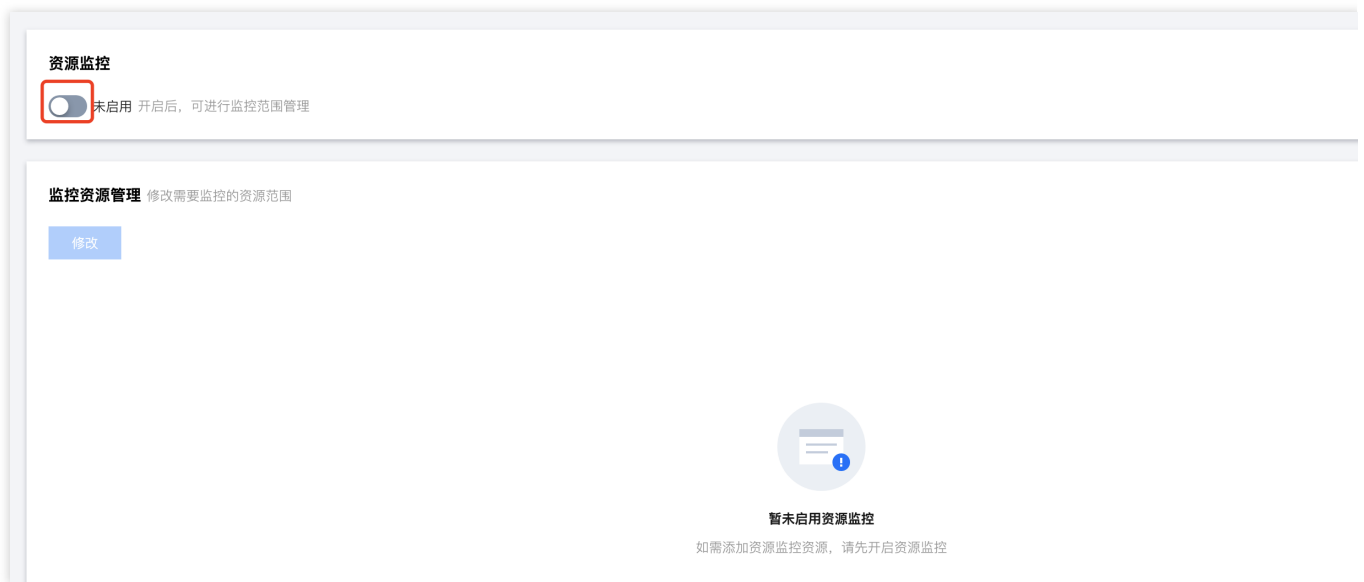 资源监控
未启用 开启后，可进行监控范围管理
监控资源管理 修改需要监控的资源范围
修改
暂未启用资源监控
如需添加资源监控资源，请先开启资源监控